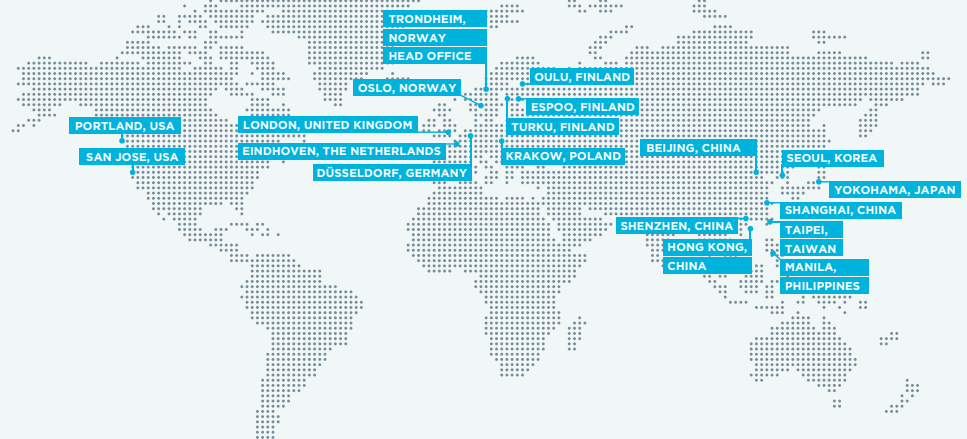 TRONDHEIM,
NORWAY
HEAD OFFICE
OSLO, NORWAY
OULU, FINLAND
ESPOO, FINLAND
TURKU, FINLAND
PORTLAND, USA
SAN JOSE, USA
LONDON, UNITED KINGDOM
EINDHOVEN, THE NETHERLANDS
DÜSSELDORF, GERMANY
KRAKOW, POLAND
BEIJING, CHINA
SEOUL, KOREA
YOKOHAMA, JAPAN
SHANGHAI, CHINA
SHENZHEN, CHINA
HONG KONG,
CHINA
TAIPEI,
TAIWAN
MANILA,
PHILIPPINES